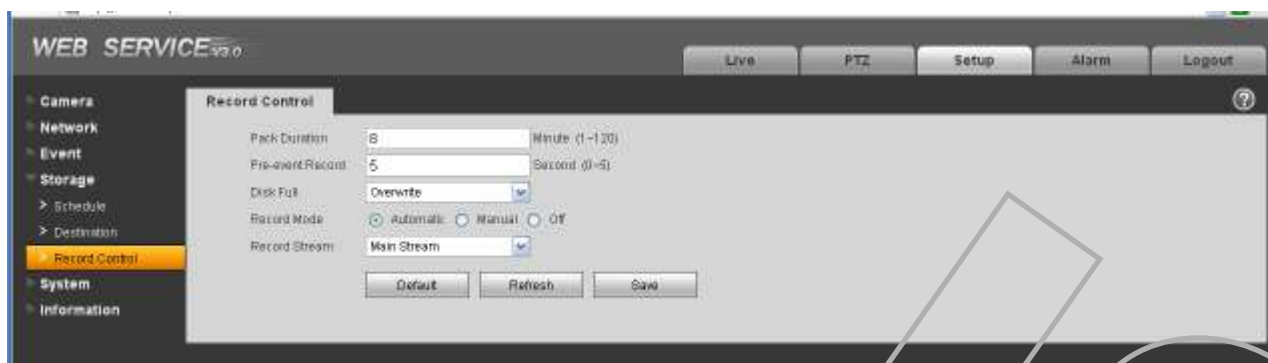 WEB SERVICE V3.0
Live PTZ Setup Alarm Logout
Camera
Network
Event
Storage
> Schedule
> Destination
> Record Control
System
Information
Record Control
Pack Duration 8 Minute (1~120)
Pre-event Record 5 Second (0~5)
Disk Full Overwrite
Record Mode Automatic Manual Off
Record Stream Main Stream
Default Refresh Save